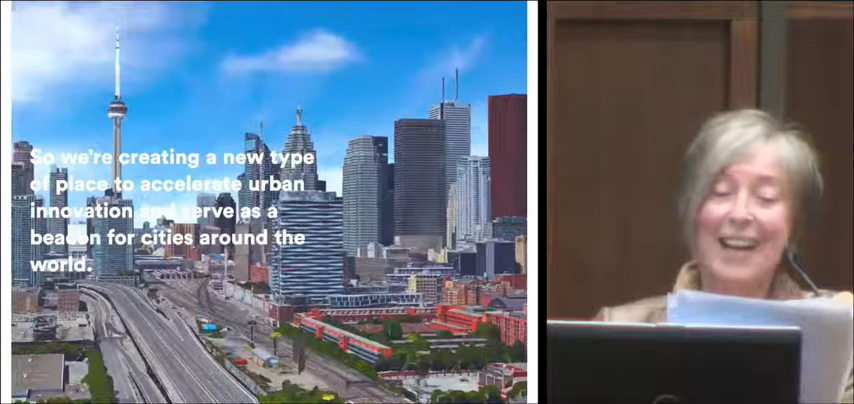 So we're creating a new type
of place to accelerate urban
innovation and serve as a
beacon for cities around the
world.